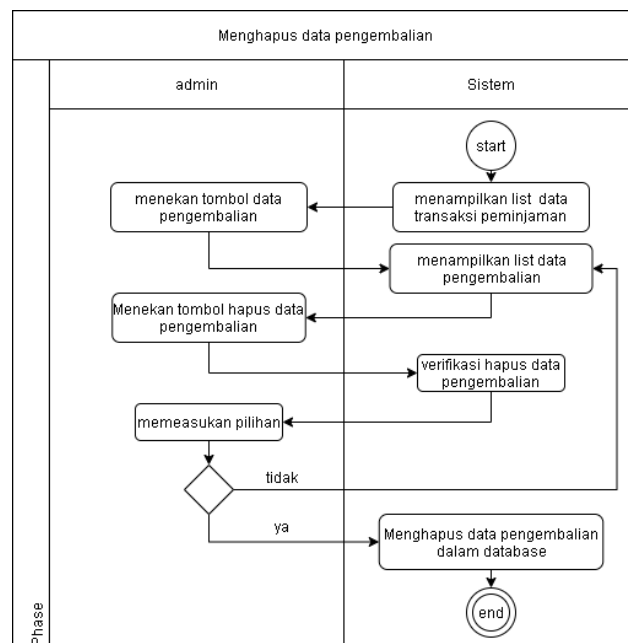 Menghapus data pengembalian
admin
Sistem
start
menampilkan list data
transaksi peminjaman
menekan tombol data
pengembalian
menampilkan list data
pengembalian
Menekan tombol hapus data
pengembalian
verifikasi hapus data
pengembalian
memeasukan pilihan
tidak
ya
Menghapus data pengembalian
dalam database
end
Phase